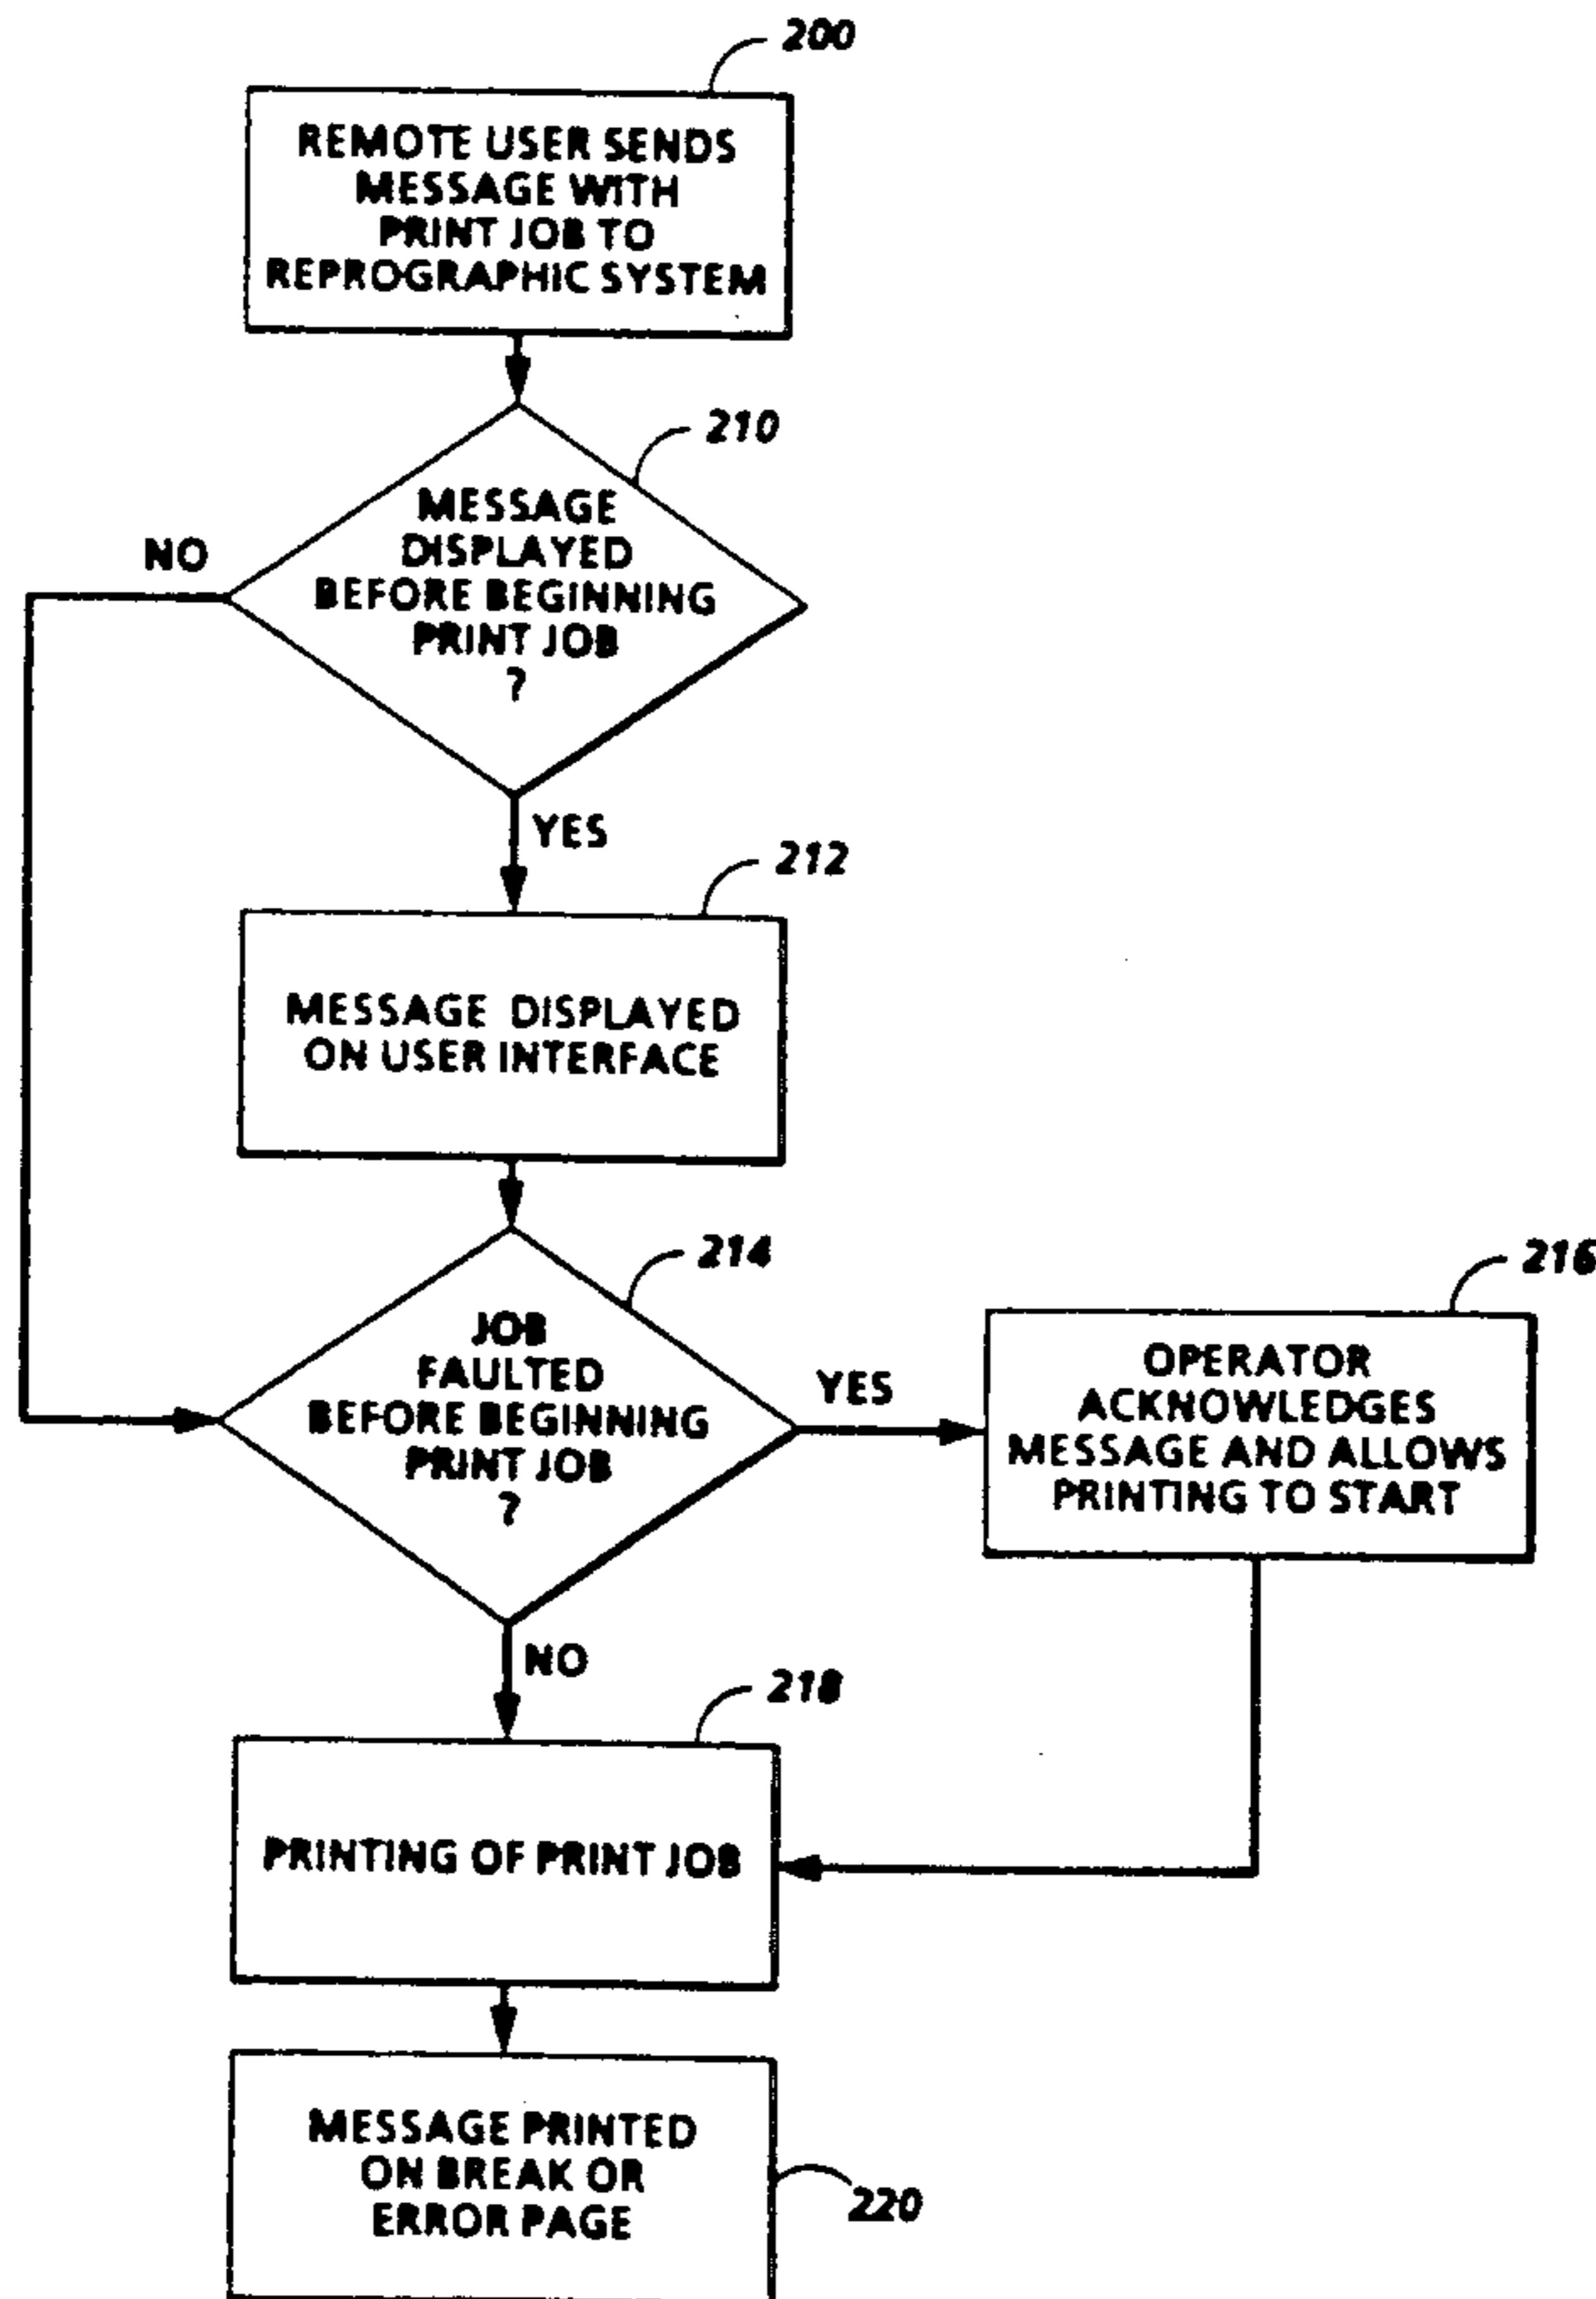 200
REMOTE USER SENDS
MESSAGE WITH
PRINT JOB TO
REPROGRAPHIC SYSTEM
210
MESSAGE
DISPLAYED
BEFORE BEGINNING
PRINT JOB
?
NO
YES
212
MESSAGE DISPLAYED
ON USER INTERFACE
214
JOB
FAULTED
BEFORE BEGINNING
PRINT JOB
?
YES
216
OPERATOR
ACKNOWLEDGES
MESSAGE AND ALLOWS
PRINTING TO START
NO
218
PRINTING OF PRINT JOB
MESSAGE PRINTED
ON BREAK OR
ERROR PAGE
220